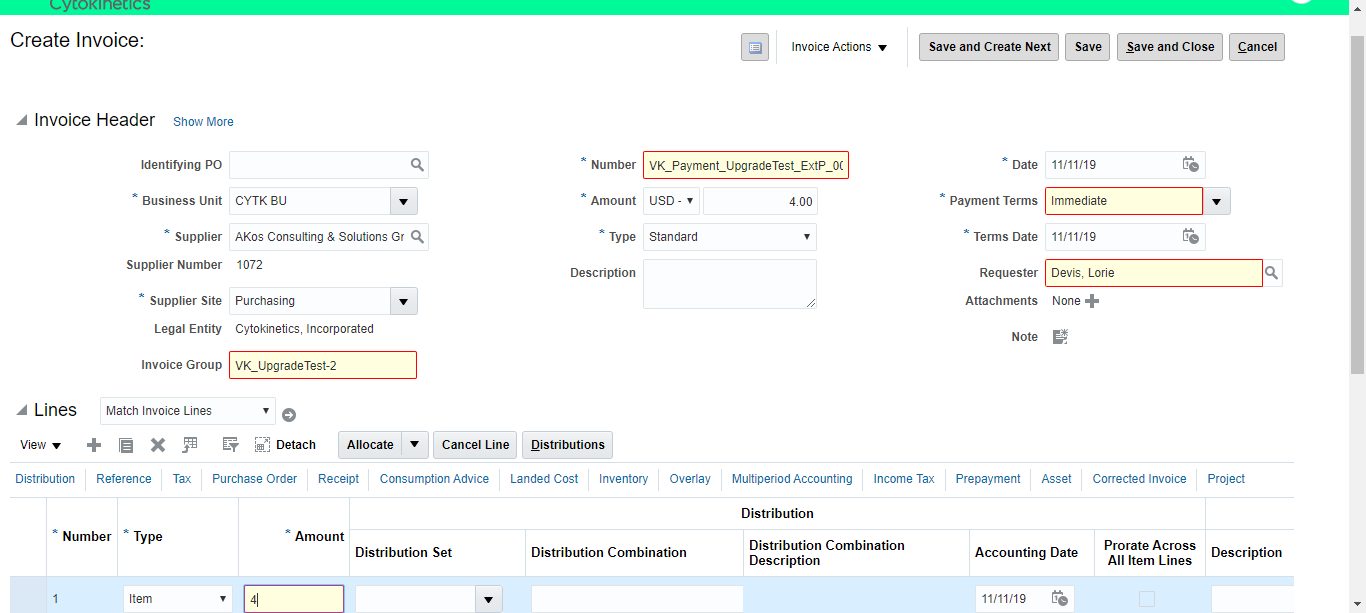 Cytokinetics
Create Invoice:
Invoice Actions
Save and Create Next
Save
Save and Close
Cancel
Invoice Header
Show More
Identifying PO
* Business Unit CYTK BU
* Supplier AKos Consulting & Solutions Gr
Supplier Number 1072
* Supplier Site Purchasing
Legal Entity Cytokinetics, Incorporated
Invoice Group VK_UpgradeTest-2
* Number VK_Payment_UpgradeTest_ExtP_00
* Amount USD - 4.00
* Type Standard
Description
* Date 11/11/19
* Payment Terms Immediate
* Terms Date 11/11/19
Requester Devis, Lorie
Attachments None
Note
Lines Match Invoice Lines
View Detach Allocate Cancel Line Distributions
Distribution Reference Tax Purchase Order Receipt Consumption Advice Landed Cost Inventory Overlay Multiperiod Accounting Income Tax Prepayment Asset Corrected Invoice Project
Distribution
* Number * Type * Amount
Distribution Set
Distribution Combination
Distribution Combination
Description
Accounting Date
Prorate Across
All Item Lines
Description
1 Item 4 11/11/19